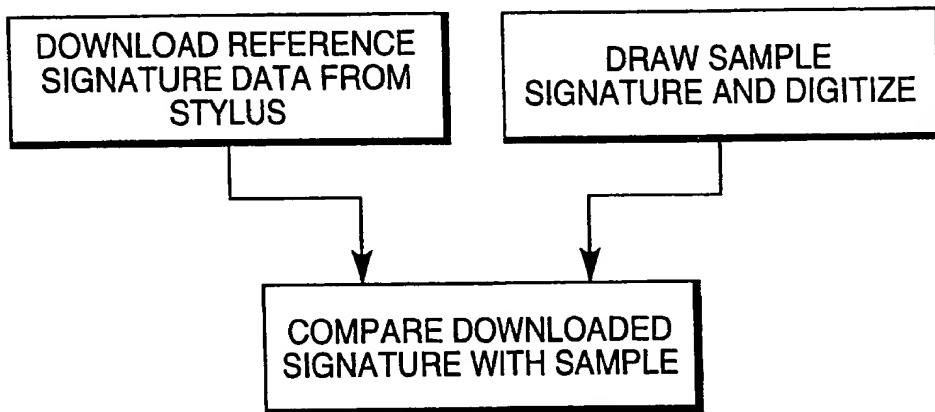 DOWNLOAD REFERENCE
SIGNATURE DATA FROM
STYLUS
DRAW SAMPLE
SIGNATURE AND DIGITIZE
COMPARE DOWNLOADED
SIGNATURE WITH SAMPLE